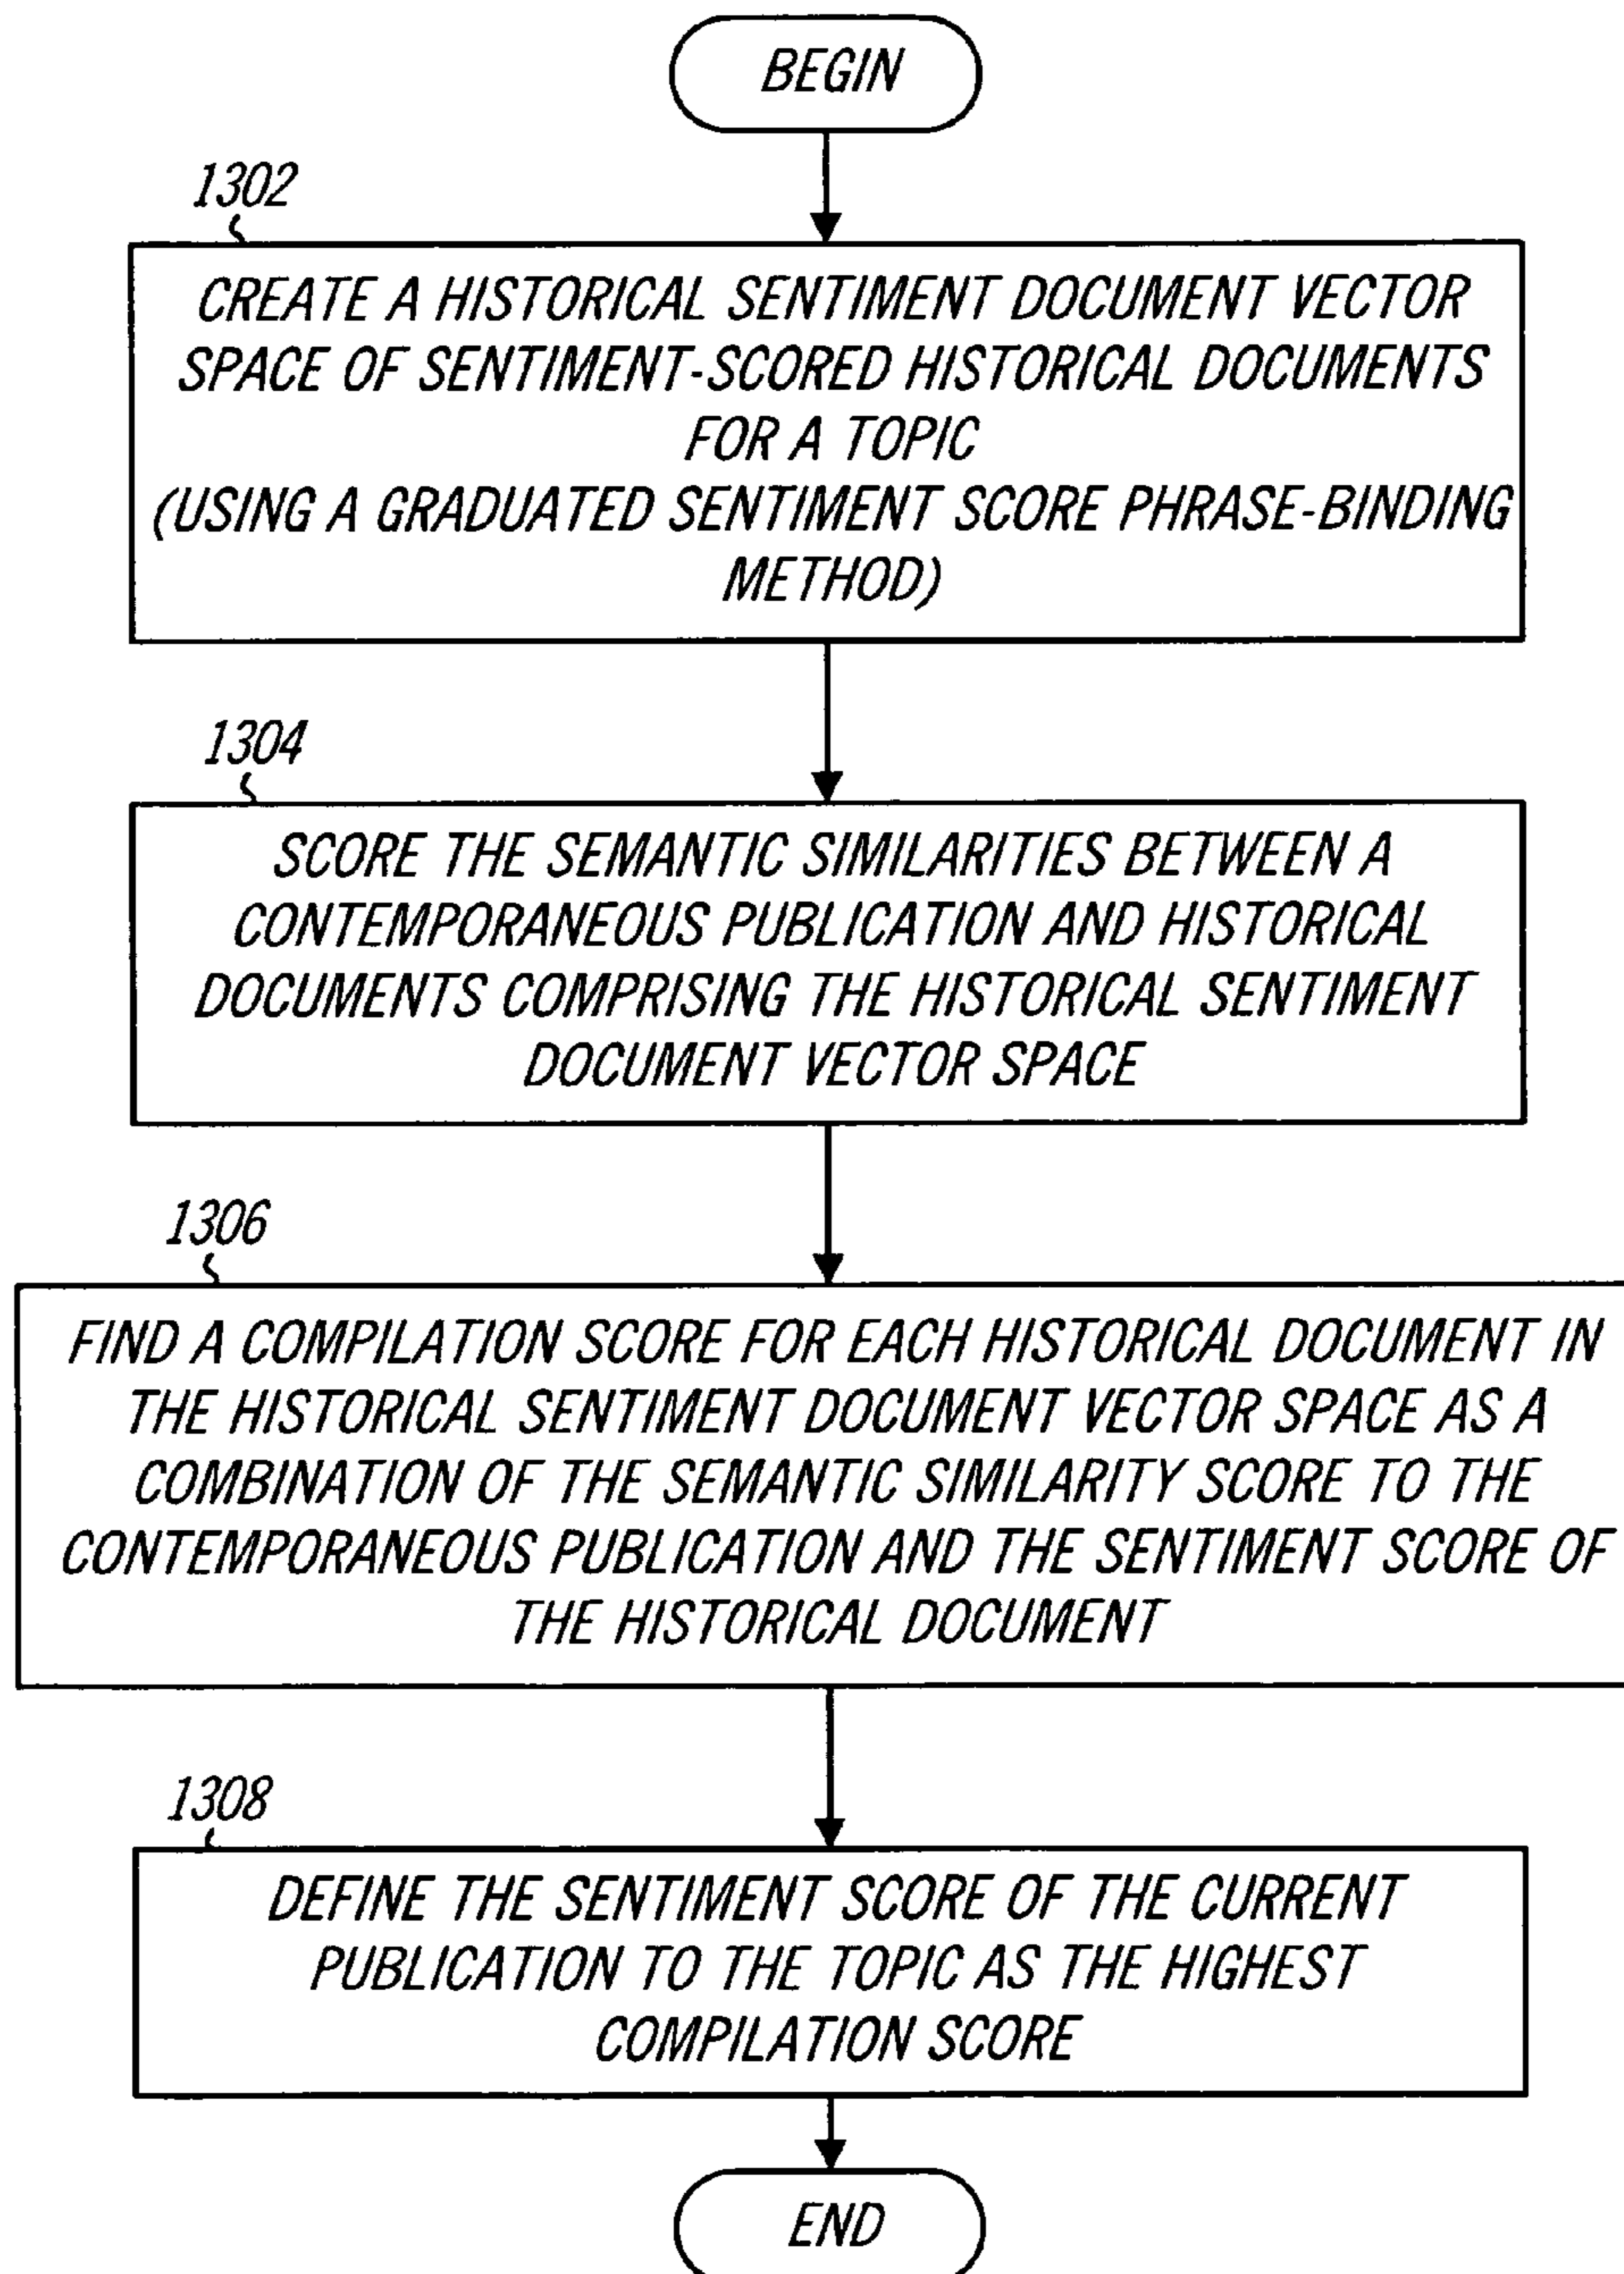 BEGIN
1302
CREATE A HISTORICAL SENTIMENT DOCUMENT VECTOR
SPACE OF SENTIMENT-SCORED HISTORICAL DOCUMENTS
FOR A TOPIC
(USING A GRADUATED SENTIMENT SCORE PHRASE-BINDING
METHOD)
1304
SCORE THE SEMANTIC SIMILARITIES BETWEEN A
CONTEMPORANEOUS PUBLICATION AND HISTORICAL
DOCUMENTS COMPRISING THE HISTORICAL SENTIMENT
DOCUMENT VECTOR SPACE
1306
FIND A COMPILATION SCORE FOR EACH HISTORICAL DOCUMENT IN
THE HISTORICAL SENTIMENT DOCUMENT VECTOR SPACE AS A
COMBINATION OF THE SEMANTIC SIMILARITY SCORE TO THE
CONTEMPORANEOUS PUBLICATION AND THE SENTIMENT SCORE OF
THE HISTORICAL DOCUMENT
1308
DEFINE THE SENTIMENT SCORE OF THE CURRENT
PUBLICATION TO THE TOPIC AS THE HIGHEST
COMPILATION SCORE
END